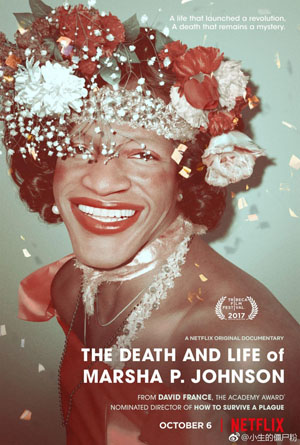 A life that launched a revolution.
A death that remains a mystery.
TRIBECA
FILM
FESTIVAL
2017
A NETFLIX ORIGINAL DOCUMENTARY
THE DEATH AND LIFE of
MARSHA P. JOHNSON
FROM DAVID FRANCE, THE ACADEMY AWARD®
NOMINATED DIRECTOR OF HOW TO SURVIVE A PLAGUE
OCTOBER 6 NETFLIX
@小生的僵尸粉